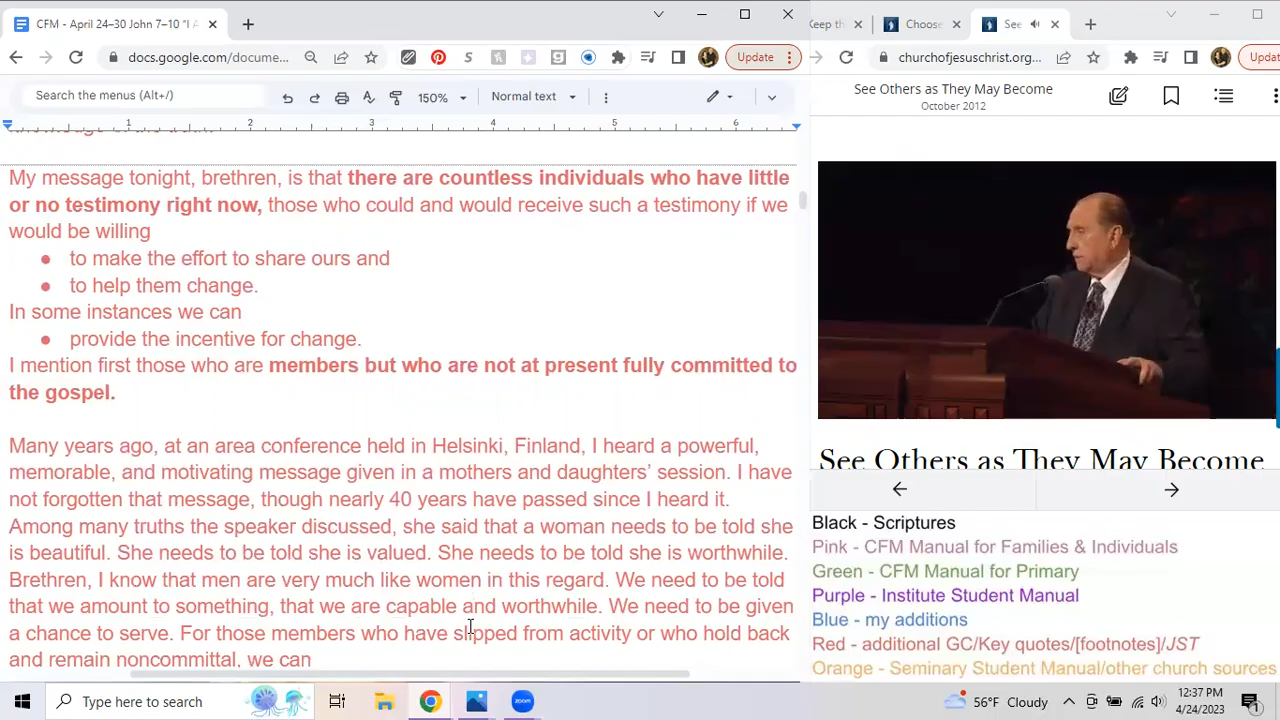 CFM - April 24–30 John 7–10 "I A
Keep th
Choose
See
docs.google.com/docume...
Update
churchofjesuschrist.org...
Updat
Search the menus (Alt+/)
150%
Normal text
See Others as They May Become
October 2012
1 2 3 4 5 6
My message tonight, brethren, is that there are countless individuals who have little
or no testimony right now, those who could and would receive such a testimony if we
would be willing
● to make the effort to share ours and
● to help them change.
In some instances we can
● provide the incentive for change.
I mention first those who are members but who are not at present fully committed to
the gospel.
Many years ago, at an area conference held in Helsinki, Finland, I heard a powerful,
memorable, and motivating message given in a mothers and daughters' session. I have
not forgotten that message, though nearly 40 years have passed since I heard it.
Among many truths the speaker discussed, she said that a woman needs to be told she
is beautiful. She needs to be told she is valued. She needs to be told she is worthwhile.
Brethren, I know that men are very much like women in this regard. We need to be told
that we amount to something, that we are capable and worthwhile. We need to be given
a chance to serve. For those members who have slipped from activity or who hold back
and remain noncommittal, we can
See Others as They May Become
Black - Scriptures
Pink - CFM Manual for Families & Individuals
Green - CFM Manual for Primary
Purple - Institute Student Manual
Blue - my additions
Red - additional GC/Key quotes/[footnotes]/JST
Orange - Seminary Student Manual/other church sources
Type here to search
zoom
56°F Cloudy
12:37 PM
4/24/2023